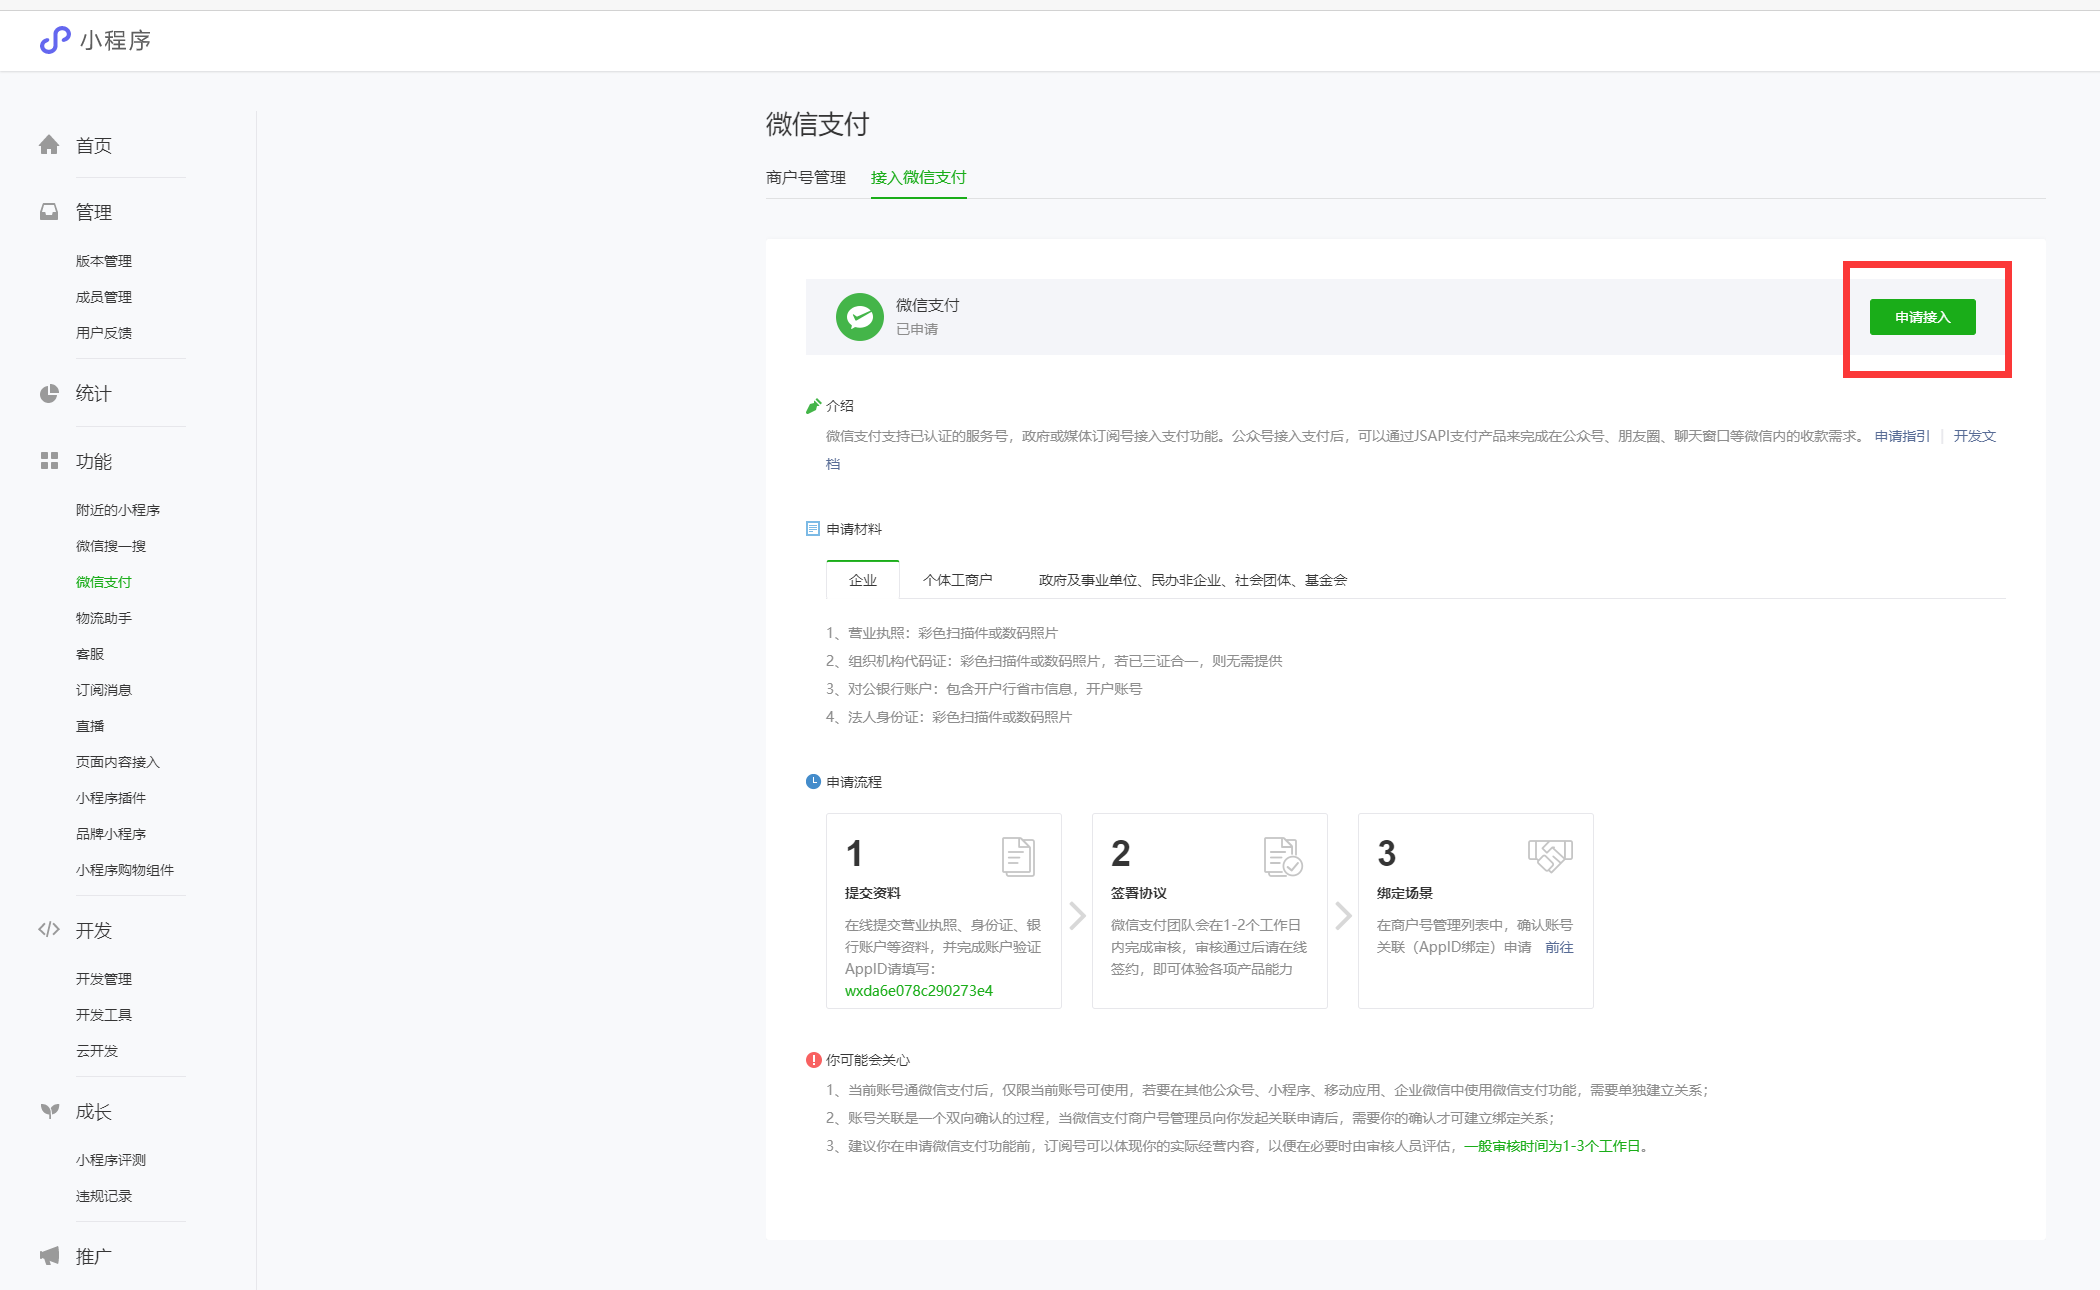 小程序
首页
管理
版本管理
成员管理
用户反馈
统计
功能
附近的小程序
微信搜一搜
微信支付
物流助手
客服
订阅消息
直播
页面内容接入
小程序插件
品牌小程序
小程序购物组件
开发
开发管理
开发工具
云开发
成长
小程序评测
违规记录
推广
微信支付
商户号管理 接入微信支付
微信支付
已申请
申请接入
介绍
微信支付支持已认证的服务号，政府或媒体订阅号接入支付功能。公众号接入支付后，可以通过JSAPI支付产品来完成在公众号、朋友圈、聊天窗口等微信内的收款需求。 申请指引 | 开发文
档
申请材料
企业 个体工商户 政府及事业单位、民办非企业、社会团体、基金会
1、营业执照：彩色扫描件或数码照片
2、组织机构代码证：彩色扫描件或数码照片，若已三证合一，则无需提供
3、对公银行账户：包含开户行省市信息，开户账号
4、法人身份证：彩色扫描件或数码照片
申请流程
1
提交资料
在线提交营业执照、身份证、银
行账户等资料，并完成账户验证
AppID请填写：
wxda6e078c290273e4
2
签署协议
微信支付团队会在1-2个工作日
内完成审核，审核通过后请在线
签约，即可体验各项产品能力
3
绑定场景
在商户号管理列表中，确认账号
关联（AppID绑定）申请 前往
你可能会关心
1、当前账号通微信支付后，仅限当前账号可使用，若要在其他公众号、小程序、移动应用、企业微信中使用微信支付功能，需要单独建立关系；
2、账号关联是一个双向确认的过程，当微信支付商户号管理员向你发起关联申请后，需要你的确认才可建立绑定关系；
3、建议你在申请微信支付功能前，订阅号可以体现你的实际经营内容，以便在必要时由审核人员评估，一般审核时间为1-3个工作日。